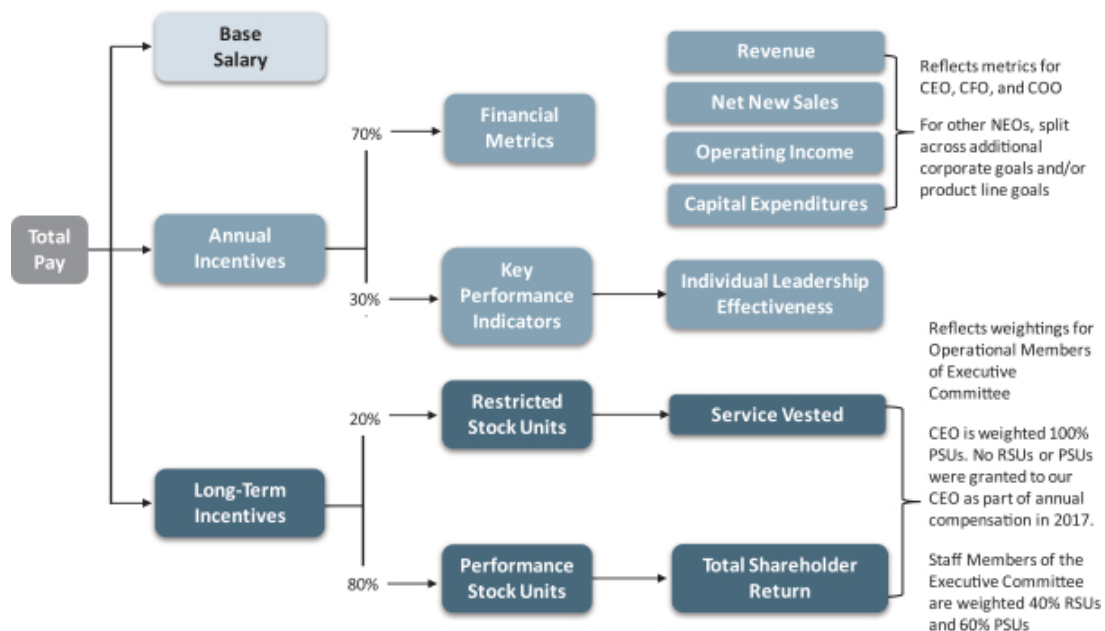 Base
Salary
Revenue
Reflects metrics for
CEO, CFO, and COO
Net New Sales
For other NEOs, split
across additional
corporate goals and/or
product line goals
70%
Financial
Metrics
Operating Income
Capital Expenditures
Total
Pay
Annual
Incentives
30%
Key
Performance
Indicators
Individual Leadership
Effectiveness
Reflects weightings for
Operational Members
of Executive
Committee
20%
Restricted
Stock Units
Service Vested
CEO is weighted 100%
PSUs. No RSUs or PSUs
were granted to our
CEO as part of annual
compensation in 2017.
Long-Term
Incentives
80%
Performance
Stock Units
Total Shareholder
Return
Staff Members of the
Executive Committee
are weighted 40% RSUs
and 60% PSUs